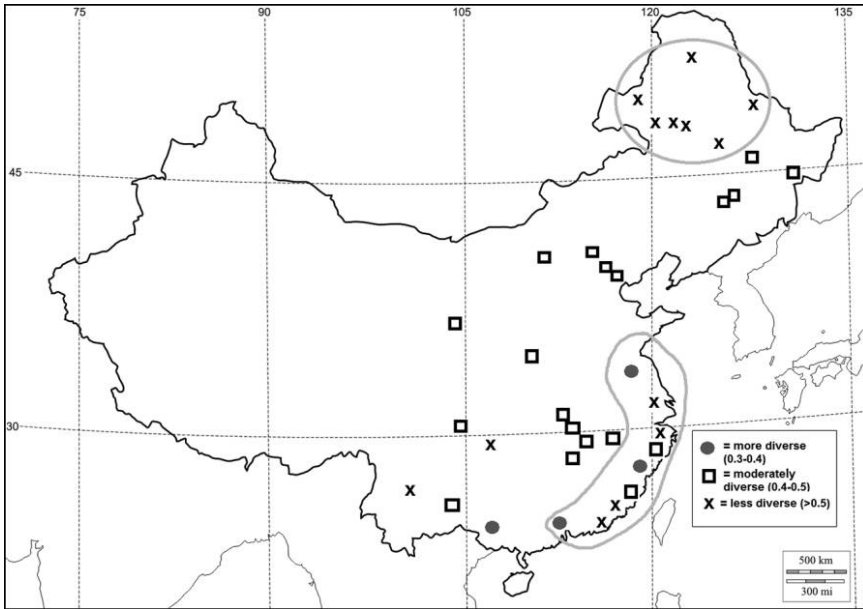 75 90 105 120 135
45
30
= more diverse
(0.3-0.4)
= moderately
diverse (0.4-0.5)
x = less diverse (>0.5)
500 km
300 mi